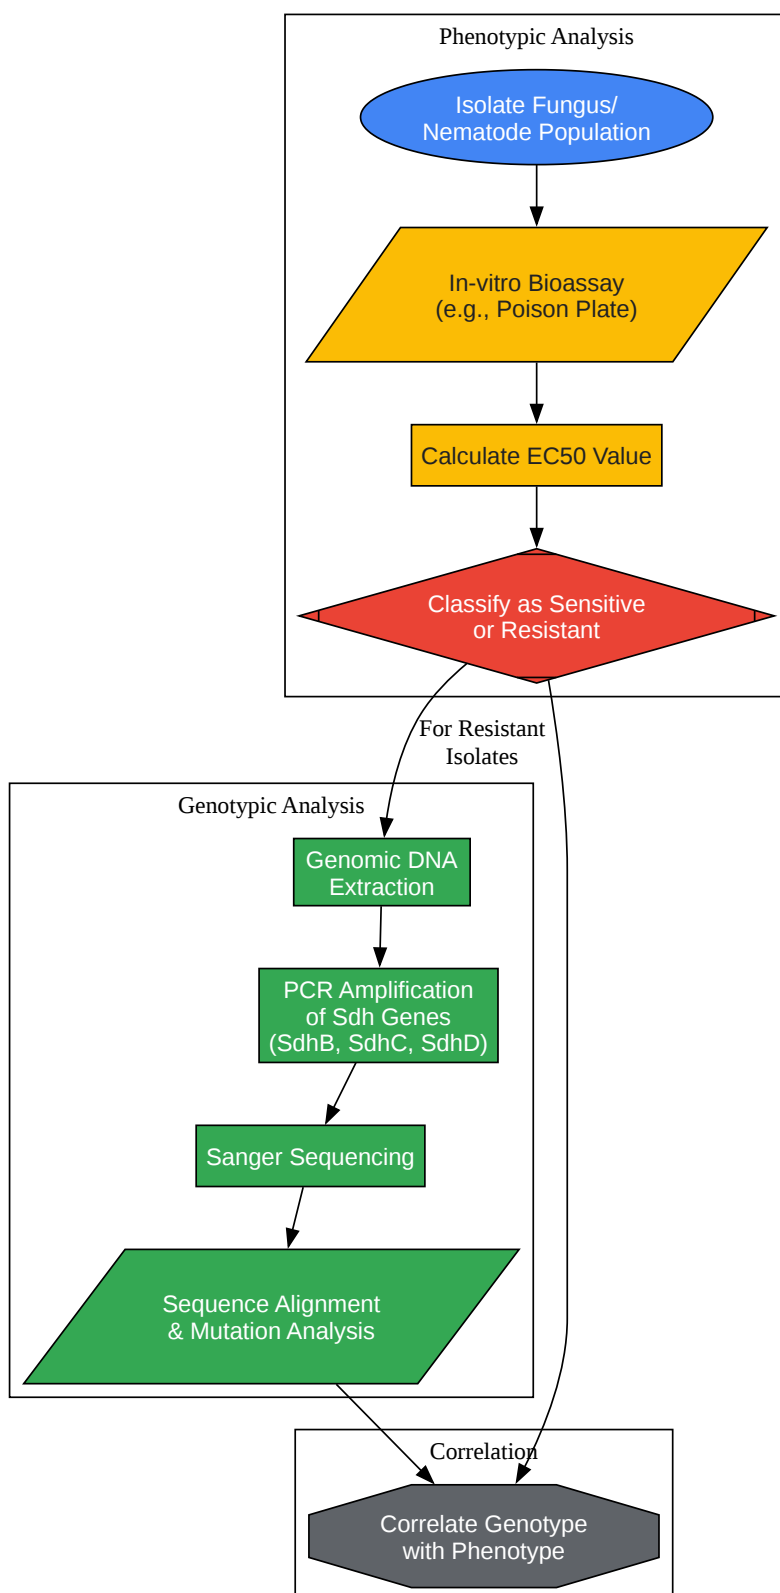 Phenotypic Analysis
Isolate Fungus/
Nematode Population
In-vitro Bioassay
(e.g., Poison Plate)
Calculate EC50 Value
Classify as Sensitive
or Resistant
For Resistant
Isolates
Genotypic Analysis
Genomic DNA
Extraction
PCR Amplification
of Sdh Genes
(SdhB, SdhC, SdhD)
Sanger Sequencing
Sequence Alignment
& Mutation Analysis
Correlation
Correlate Genotype
with Phenotype